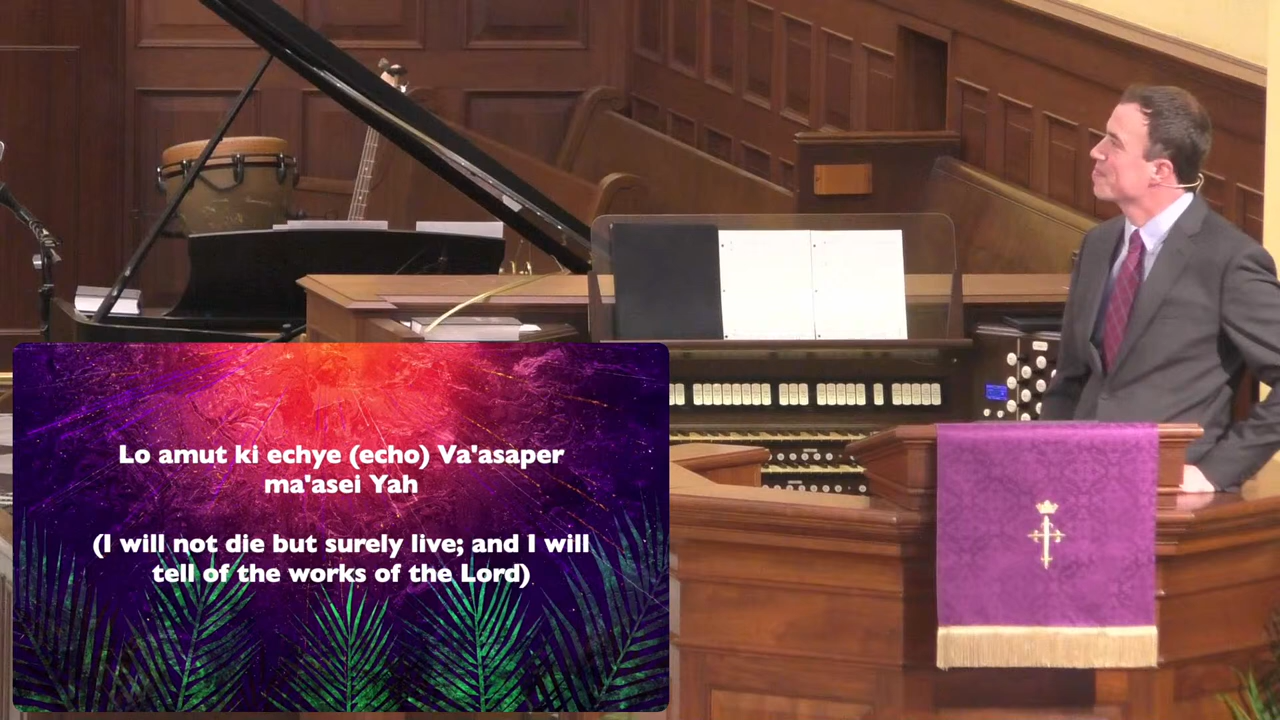 Lo amut ki echye (echo) Va'asaper
ma'asei Yah
(I will not die but surely live; and I will
tell of the works of the Lord)